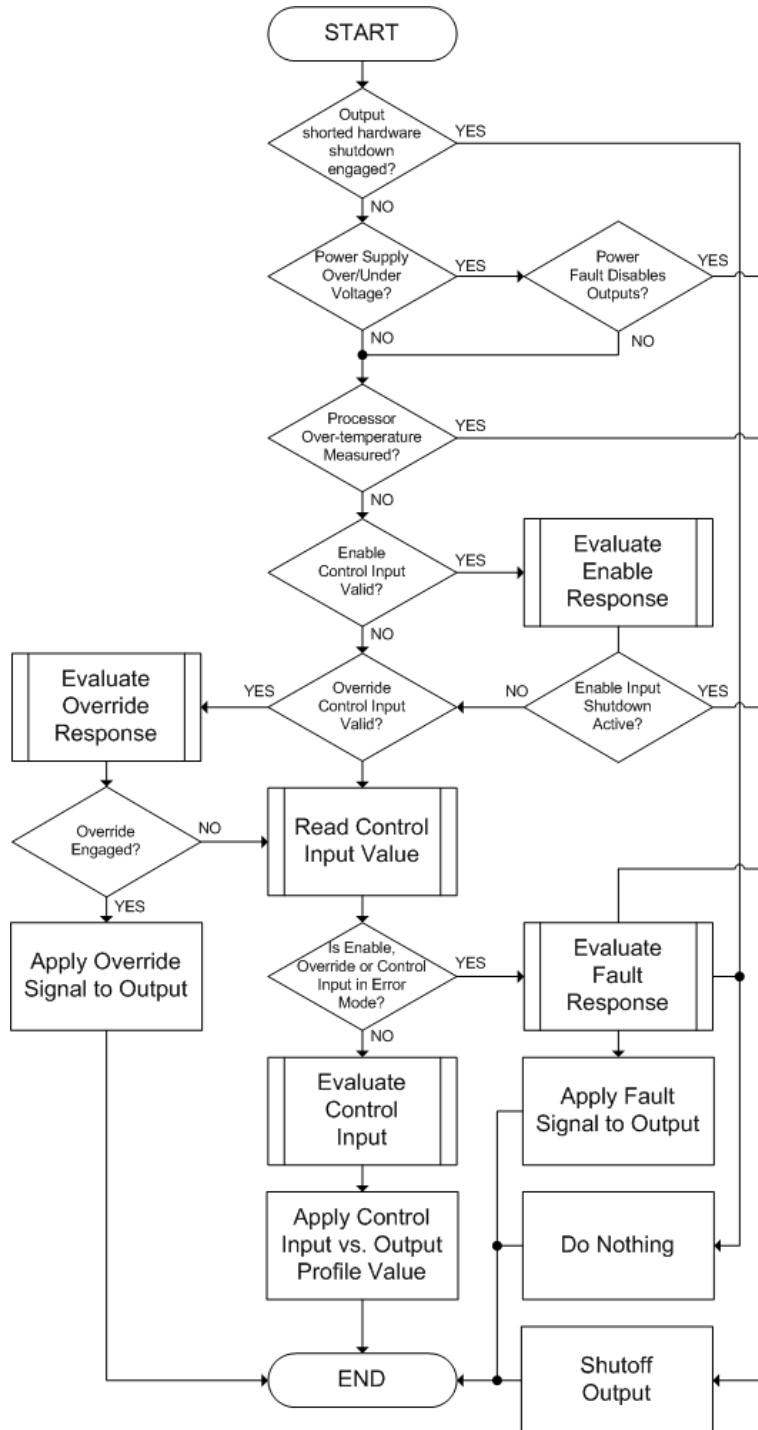 START
Output
shorted hardware
shutdown
engaged?
YES
NO
Power Supply
Over/Under
Voltage?
YES
Power
Fault Disables
Outputs?
YES
NO
NO
Processor
Over-temperature
Measured?
YES
NO
Enable
Control Input
Valid?
YES
Evaluate
Enable
Response
NO
Evaluate
Override
Response
YES
Override
Control Input
Valid?
NO
Enable Input
Shutdown
Active?
YES
Override
Engaged?
NO
Read Control
Input Value
YES
Apply Override
Signal to Output
Is Enable,
Override or Control
Input in Error
Mode?
YES
Evaluate
Fault
Response
NO
Evaluate
Control
Input
Apply Fault
Signal to Output
Apply Control
Input vs. Output
Profile Value
Do Nothing
END
Shutoff
Output